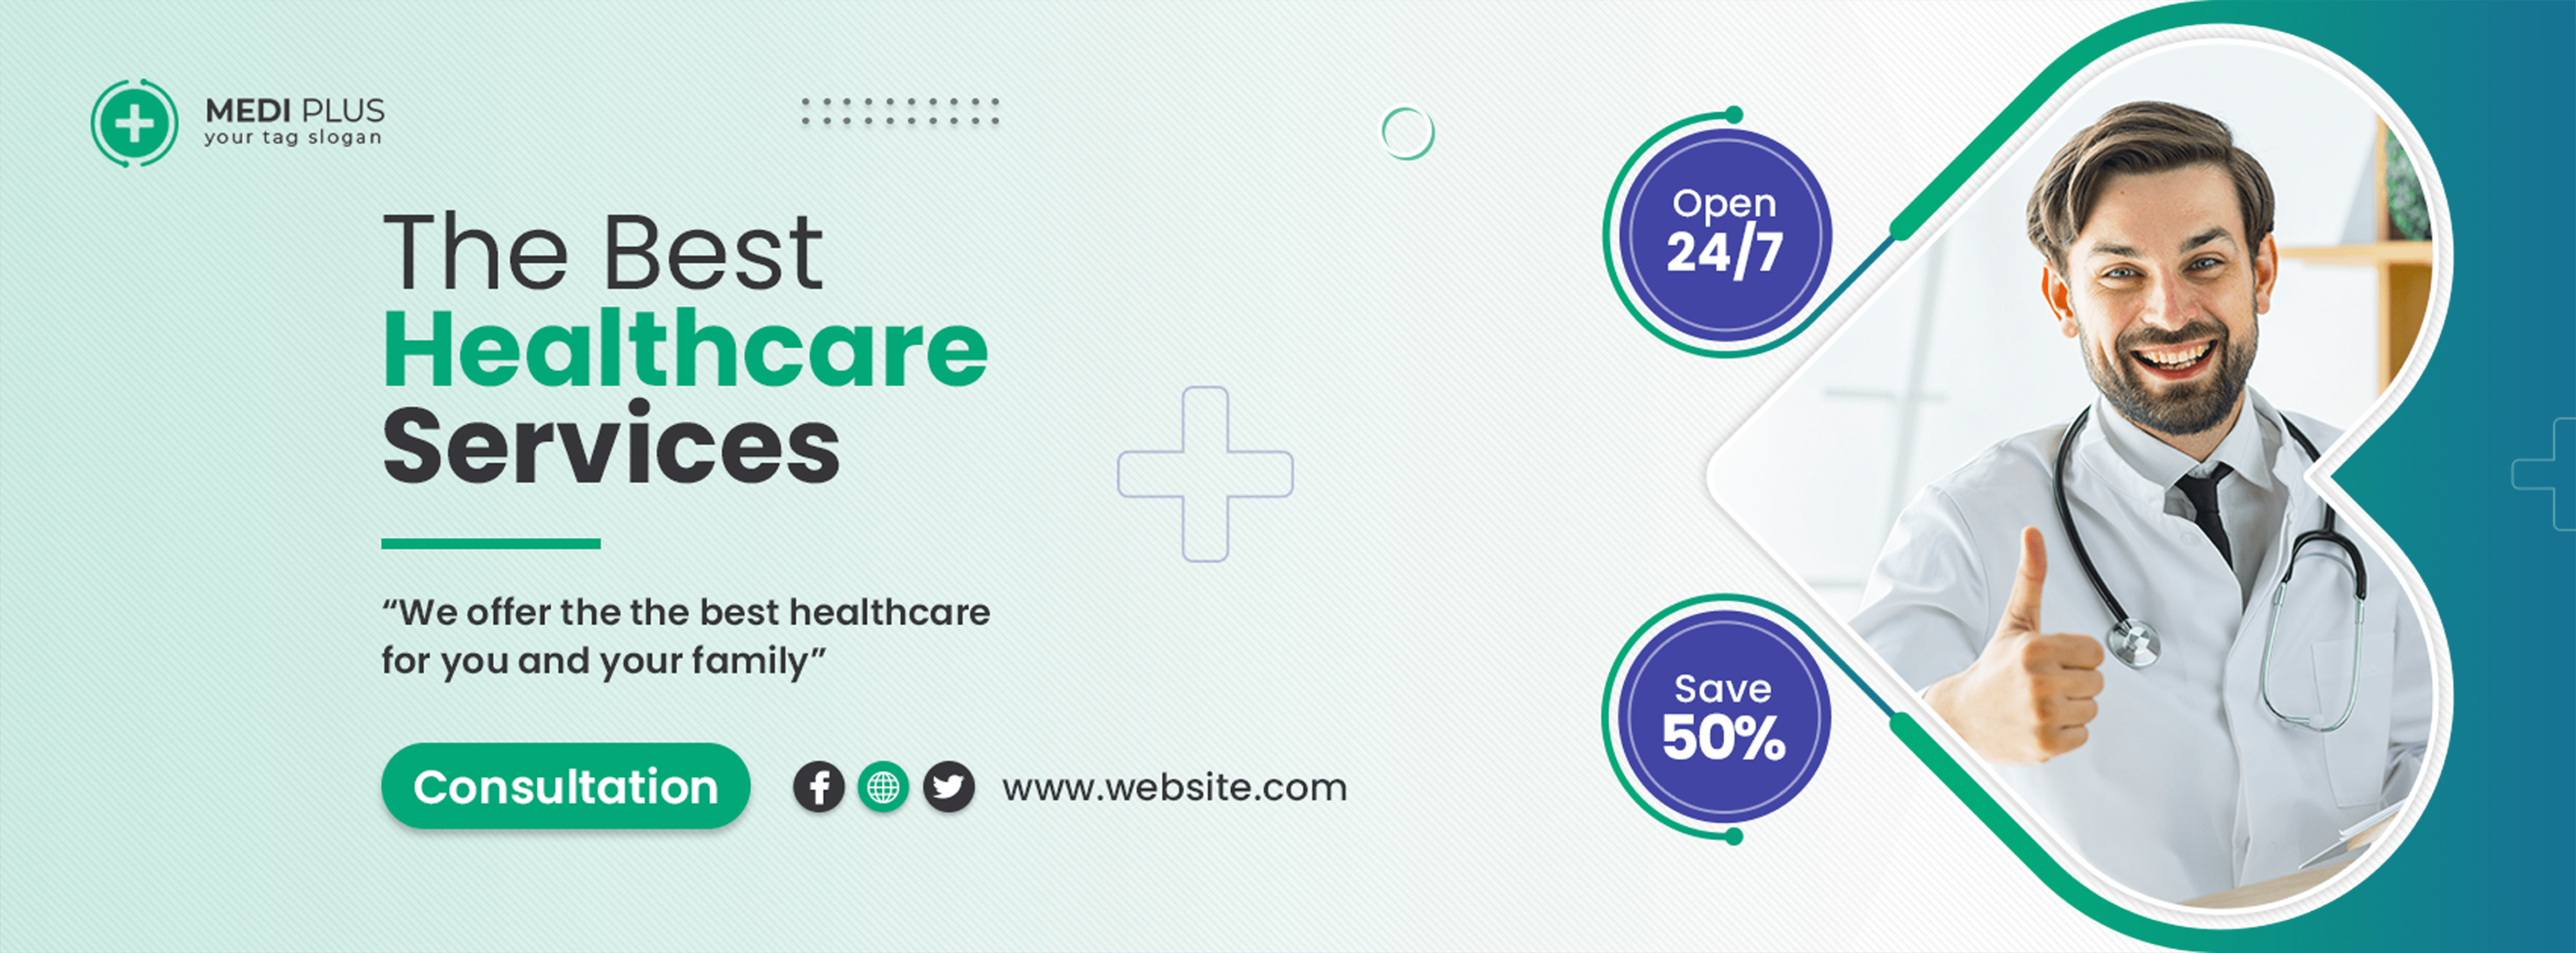 MEDI PLUS
your tag slogan
The Best
Healthcare
Services
“We offer the the best healthcare
for you and your family”
Consultation
www.website.com
Open
24/7
Save
50%